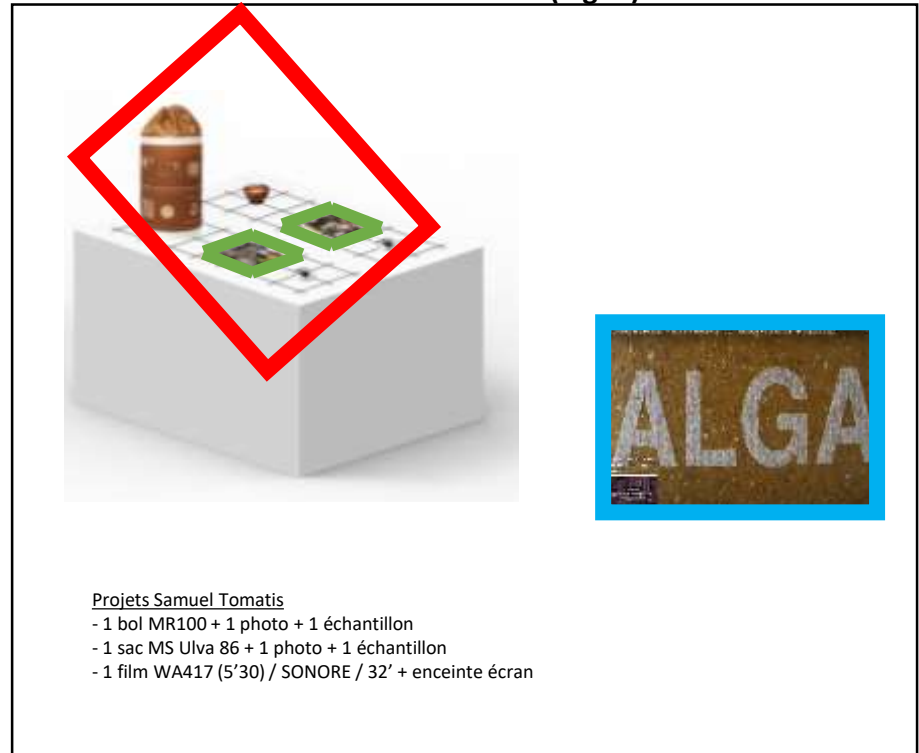 ALGA
Projets Samuel Tomatis
- 1 bol MR100 + 1 photo + 1 échantillon
- 1 sac MS Ulva 86 + 1 photo + 1 échantillon
- 1 film WA417 (5’30) / SONORE / 32’ + enceinte écran